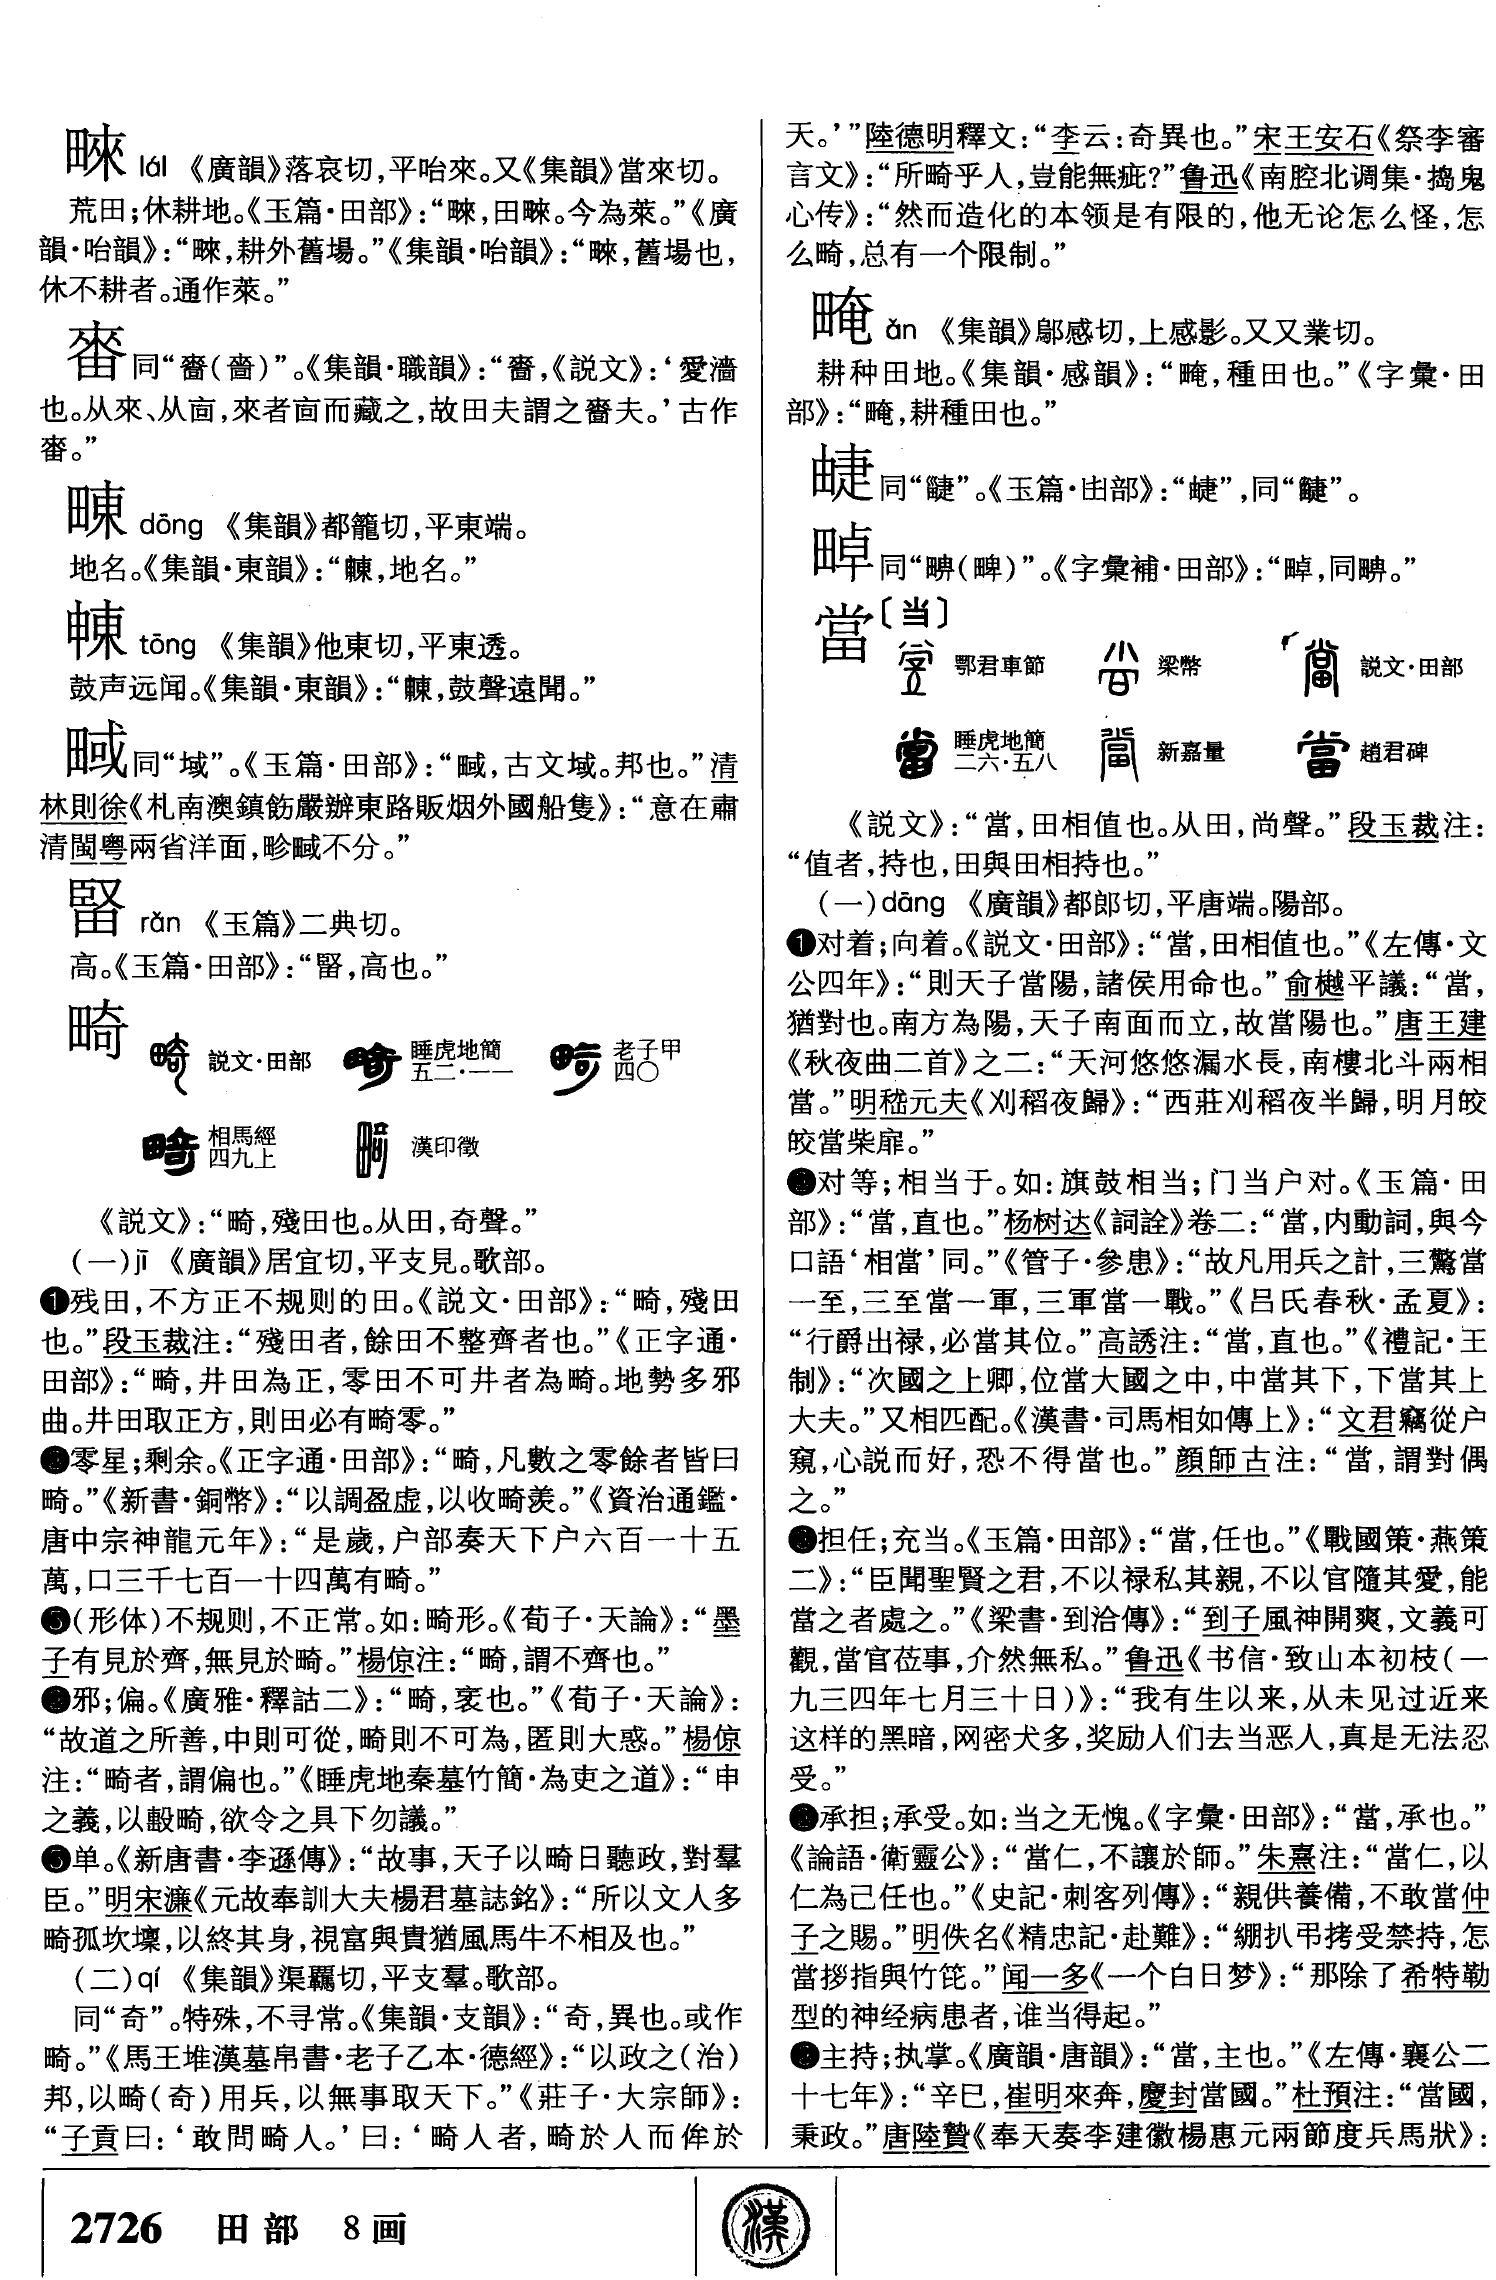 䠭 lái 《廣韻》落哀切,平咍來。又《集韻》當來切。
荒田;休耕地。《玉篇·田部》:“,田。今為萊。”《廣
韻·咍韻》:“,耕外舊場。”《集韻·咍韻》:“,舊場也,
休不耕者。通作萊。”
畨同“嗇(嗇)”。《集韻·職韻》:“嗇,《説文》:‘愛濇
也。从來、从㐭,來者㐭而藏之,故田夫謂之嗇夫。’古作
。”
dōng 《集韻》都籠切,平東端。
地名。《集韻·東韻》:“,地名。”
tōng 《集韻》他東切,平東透。
鼓声远闻。《集韻·東韻》:“,鼓聲遠聞。”
㽣同“域”。《玉篇·田部》:“㽣,古文域。邦也。”清
林則徐《札南澳鎮飭嚴辦東路販烟外國船隻》:“意在肅
清閩粵兩省洋面,畛㽣不分。”
rǎn 《玉篇》二典切。
高。《玉篇·田部》:“,高也。”
畸 説文·田部 睡虎地簡五二·一一 老子甲四〇
相馬經四九上 漢印徵
《説文》:“畸,殘田也。从田,奇聲。”
(一)jī 《廣韻》居宜切,平支見。歌部。
❶残田,不方正不规则的田。《説文·田部》:“畸,殘田
也。”段玉裁注:“殘田者,餘田不整齊者也。”《正字通·
田部》:“畸,井田為正,零田不可井者為畸。地勢多邪
曲。井田取正方,則田必有畸零。”
❷零星;剩余。《正字通·田部》:“畸,凡數之零餘者皆曰
畸。”《新書·銅幣》:“以調盈虚,以收畸羨。”《資治通鑑·
唐中宗神龍元年》:“是歲,户部奏天下户六百一十五
萬,口三千七百一十四萬有畸。”
❸(形体)不规则,不正常。如:畸形。《荀子·天論》:“墨
子有見於齊,無見於畸。”楊倞注:“畸,謂不齊也。”
❹邪;偏。《廣雅·釋詁二》:“畸,衺也。”《荀子·天論》:
“故道之所善,中則可從,畸則不可為,匿則大惑。”楊倞
注:“畸者,謂偏也。”《睡虎地秦墓竹簡·為吏之道》:“申
之義,以毄畸,欲令之具下勿議。”
❺单。《新唐書·李遜傳》:“故事,天子以畸日聽政,對羣
臣。”明宋濂《元故奉訓大夫楊君墓誌銘》:“所以文人多
畸孤坎壈,以終其身,視富與貴猶風馬牛不相及也。”
(二)qí 《集韻》渠羈切,平支羣。歌部。
同“奇”。特殊,不寻常。《集韻·支韻》:“奇,異也。或作
畸。”《馬王堆漢墓帛書·老子乙本·德經》:“以政之(治)
邦,以畸(奇)用兵,以無事取天下。”《莊子·大宗師》:
“子貢曰:‘敢問畸人。’曰:‘畸人者,畸於人而侔於
天。’”陸德明釋文:“李云:奇異也。”宋王安石《祭李審
言文》:“所畸乎人,豈能無疵?”鲁迅《南腔北调集·捣鬼
心传》:“然而造化的本领是有限的,他无论怎么怪,怎
么畸,总有一个限制。”
㽢 ǎn 《集韻》鄔感切,上感影。又又業切。
耕种田地。《集韻·感韻》:“,種田也。”《字彙·田
部》:“,耕種田也。”
同“”。《玉篇·甾部》:“”,同“”。
同“(睥)”。《字彙補·田部》:“,同。”
當〔当〕
鄂君車節 梁幣 説文·田部
睡虎地簡二六·五八 新嘉量 趙君碑
《説文》:“當,田相值也。从田,尚聲。”段玉裁注:
“值者,持也,田與田相持也。”
(一)dāng 《廣韻》都郎切,平唐端。陽部。
❶对着;向着。《説文·田部》:“當,田相值也。”《左傳·文
公四年》:“則天子當陽,諸侯用命也。”俞樾平議:“當,
猶對也。南方為陽,天子南面而立,故當陽也。”唐王建
《秋夜曲二首》之二:“天河悠悠漏水長,南樓北斗兩相
當。”明嵇元夫《刈稻夜歸》:“西莊刈稻夜半歸,明月皎
皎當柴扉。”
❷对等;相当于。如:旗鼓相当;门当户对。《玉篇·田
部》:“當,直也。”杨树达《詞詮》卷二:“當,内動詞,與今
口語‘相當’同。”《管子·參患》:“故凡用兵之計,三驚當
一至,三至當一軍,三軍當一戰。”《吕氏春秋·孟夏》:
“行爵出禄,必當其位。”高誘注:“當,直也。”《禮記·王
制》:“次國之上卿,位當大國之中,中當其下,下當其上
大夫。”又相匹配。《漢書·司馬相如傳上》:“文君竊從户
窺,心説而好,恐不得當也。”顔師古注:“當,謂對偶
之。”
❸担任;充当。《玉篇·田部》:“當,任也。”《戰國策·燕策
二》:“臣聞聖賢之君,不以禄私其親,不以官隨其愛,能
當之者處之。”《梁書·到洽傳》:“到子風神開爽,文義可
觀,當官莅事,介然無私。”鲁迅《书信·致山本初枝(一
九三四年七月三十日)》:“我有生以来,从未见过近来
这样的黑暗,网密犬多,奖励人们去当恶人,真是无法忍
受。”
❹承担;承受。如:当之无愧。《字彙·田部》:“當,承也。”
《論語·衛靈公》:“當仁,不讓於師。”朱熹注:“當仁,以
仁為己任也。”《史記·刺客列傳》:“親供養備,不敢當仲
子之賜。”明佚名《精忠記·赴難》:“綳扒弔拷受禁持,怎
當拶指與竹箆。”闻一多《一个白日梦》:“那除了希特勒
型的神经病患者,谁当得起。”
❺主持;执掌。《廣韻·唐韻》:“當,主也。”《左傳·襄公二
十七年》:“辛巳,崔明來奔,慶封當國。”杜預注:“當國,
秉政。”唐陸贄《奉天奏李建徽楊惠元兩節度兵馬狀》:
2726 田部 8画
漢